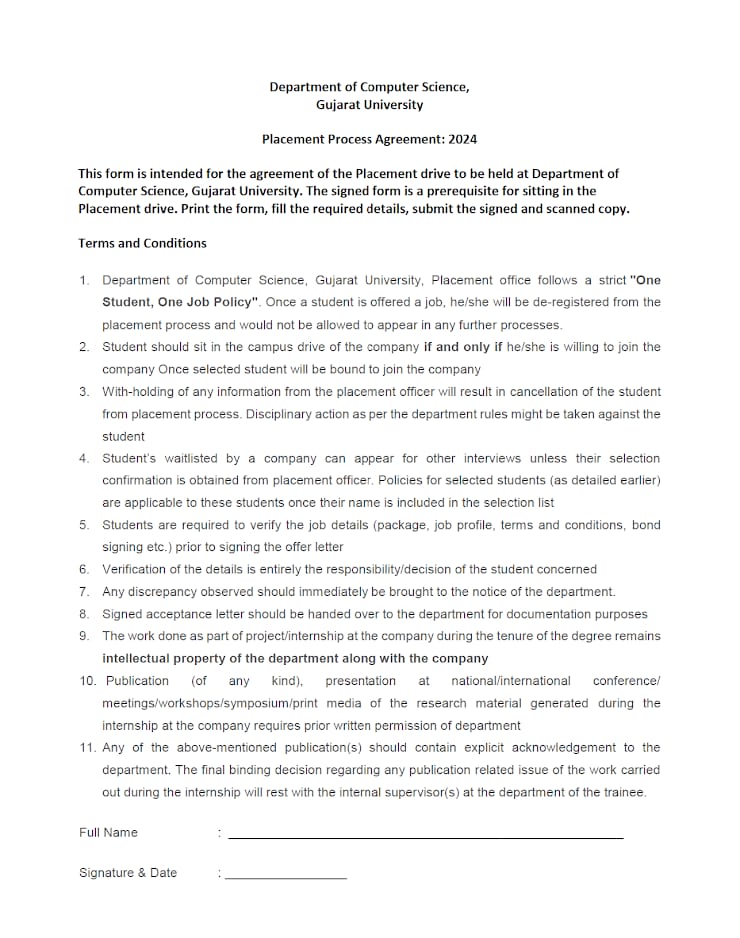 Department of Computer Science,
Gujarat University
Placement Process Agreement: 2024
This form is intended for the agreement of the Placement drive to be held at Department of
Computer Science, Gujarat University. The signed form is a prerequisite for sitting in the
Placement drive. Print the form, fill the required details, submit the signed and scanned copy.
Terms and Conditions
1. Department of Computer Science, Gujarat University, Placement office follows a strict "One
Student, One Job Policy". Once a student is offered a job, he/she will be de-registered from the
placement process and would not be allowed to appear in any further processes.
2. Student should sit in the campus drive of the company if and only if he/she is willing to join the
company Once selected student will be bound to join the company
3. With-holding of any information from the placement officer will result in cancellation of the student
from placement process. Disciplinary action as per the department rules might be taken against the
student
4. Student's waitlisted by a company can appear for other interviews unless their selection
confirmation is obtained from placement officer. Policies for selected students (as detailed earlier)
are applicable to these students once their name is included in the selection list
5. Students are required to verify the job details (package, job profile, terms and conditions, bond
signing etc.) prior to signing the offer letter
6. Verification of the details is entirely the responsibility/decision of the student concerned
7. Any discrepancy observed should immediately be brought to the notice of the department.
8. Signed acceptance letter should be handed over to the department for documentation purposes
9. The work done as part of project/internship at the company during the tenure of the degree remains
intellectual property of the department along with the company
10. Publication (of any kind), presentation at national/international conference/
meetings/workshops/symposium/print media of the research material generated during the
internship at the company requires prior written permission of department
11. Any of the above-mentioned publication(s) should contain explicit acknowledgement to the
department. The final binding decision regarding any publication related issue of the work carried
out during the internship will rest with the internal supervisor(s) at the department of the trainee.
Full Name :
Signature & Date :